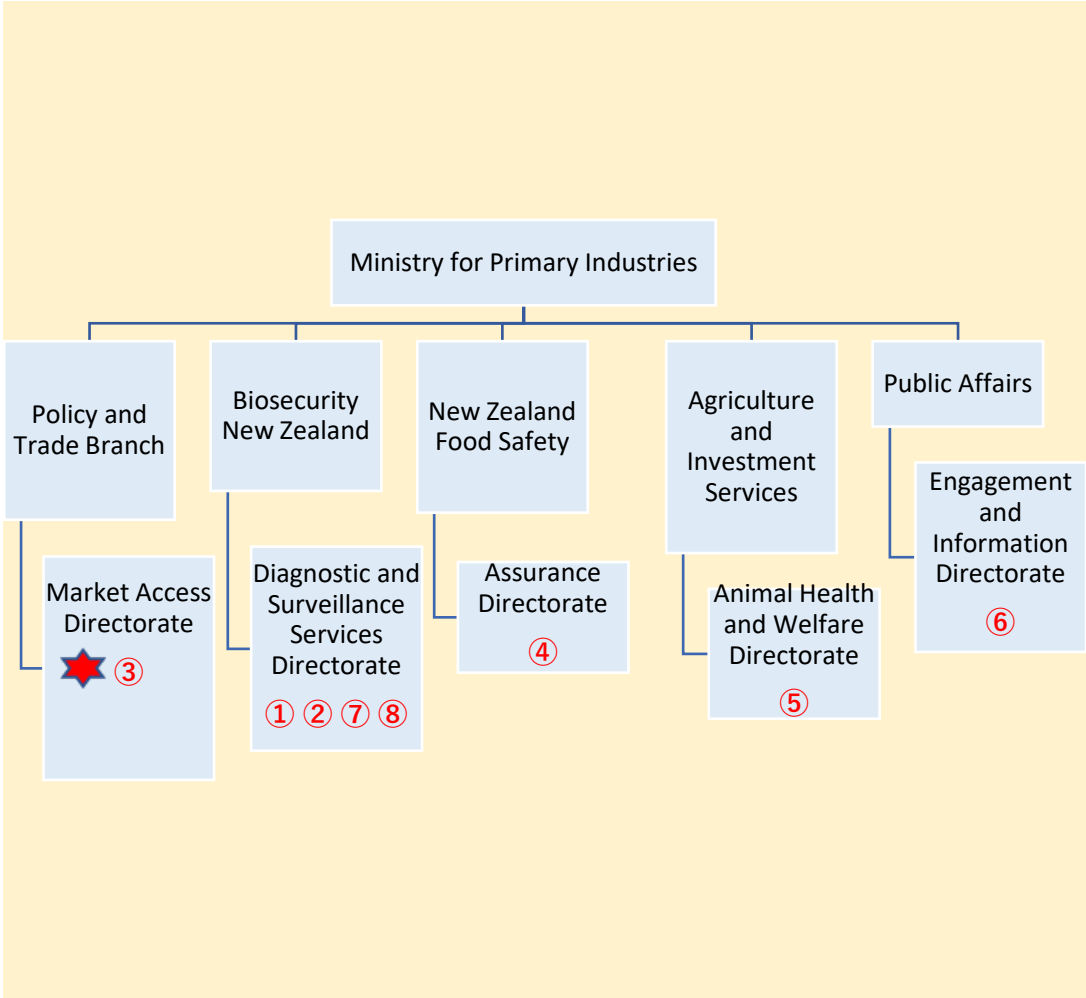 Ministry for Primary Industries
Policy and
Trade Branch
Biosecurity
New Zealand
New Zealand
Food Safety
Agriculture
and
Investment
Services
Public Affairs
Market Access
Directorate
③
Diagnostic and
Surveillance
Services
Directorate
① ② ⑦ ⑧
Assurance
Directorate
④
Animal Health
and Welfare
Directorate
⑤
Engagement
and
Information
Directorate
⑥